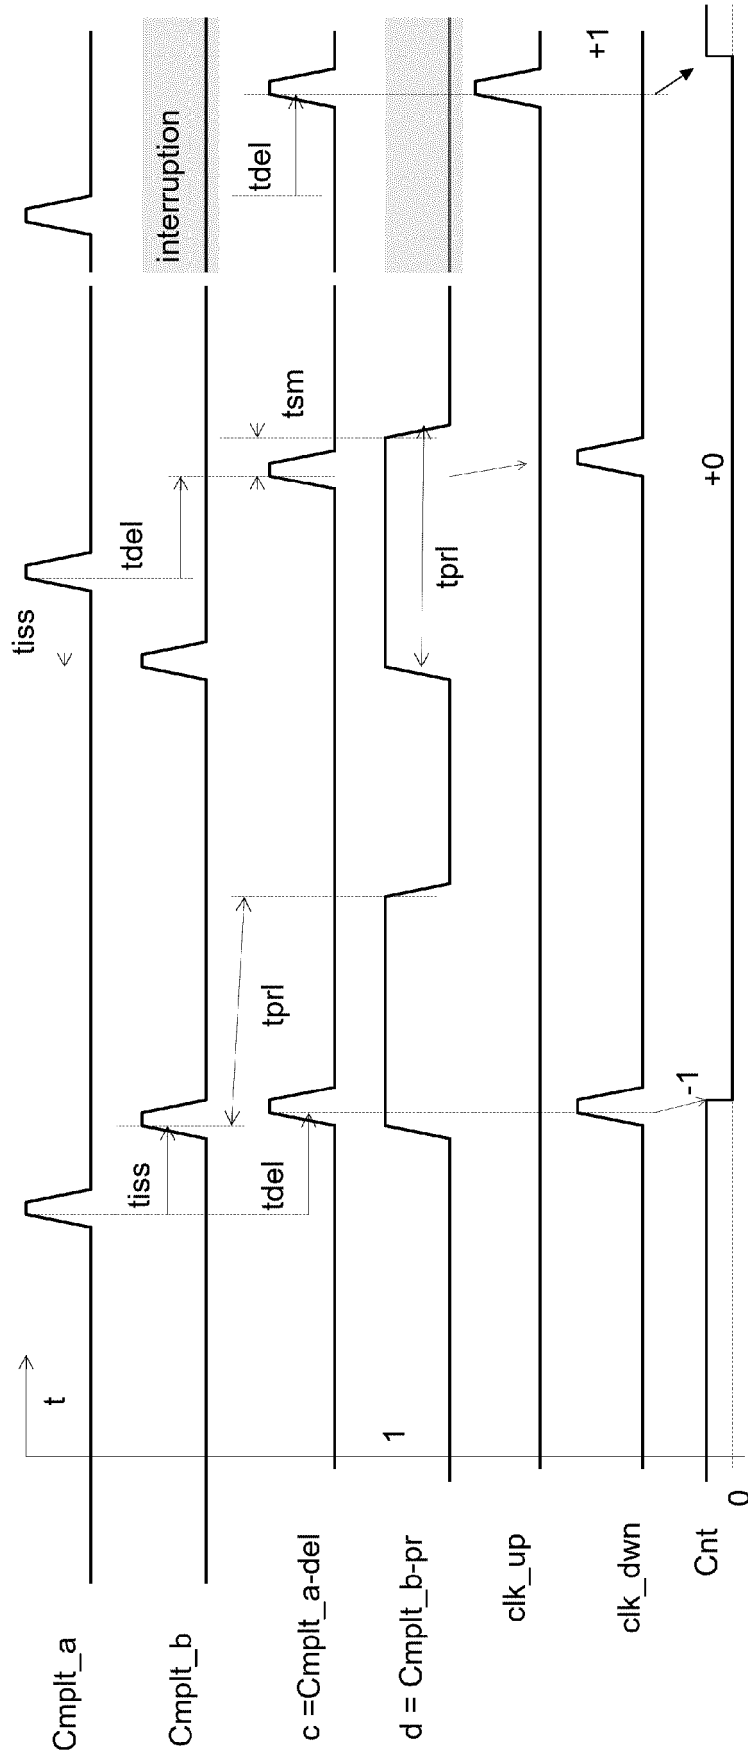 Cmplt_a
t
tiss
Cmplt_b
tiss
tdel
interruption
c =Cmplt_a-del
tdel
tprl
tsm
tdel
d = Cmplt_b-pr
1
tprl
clk_up
clk_dwn
+1
Cnt
-1
+0
0